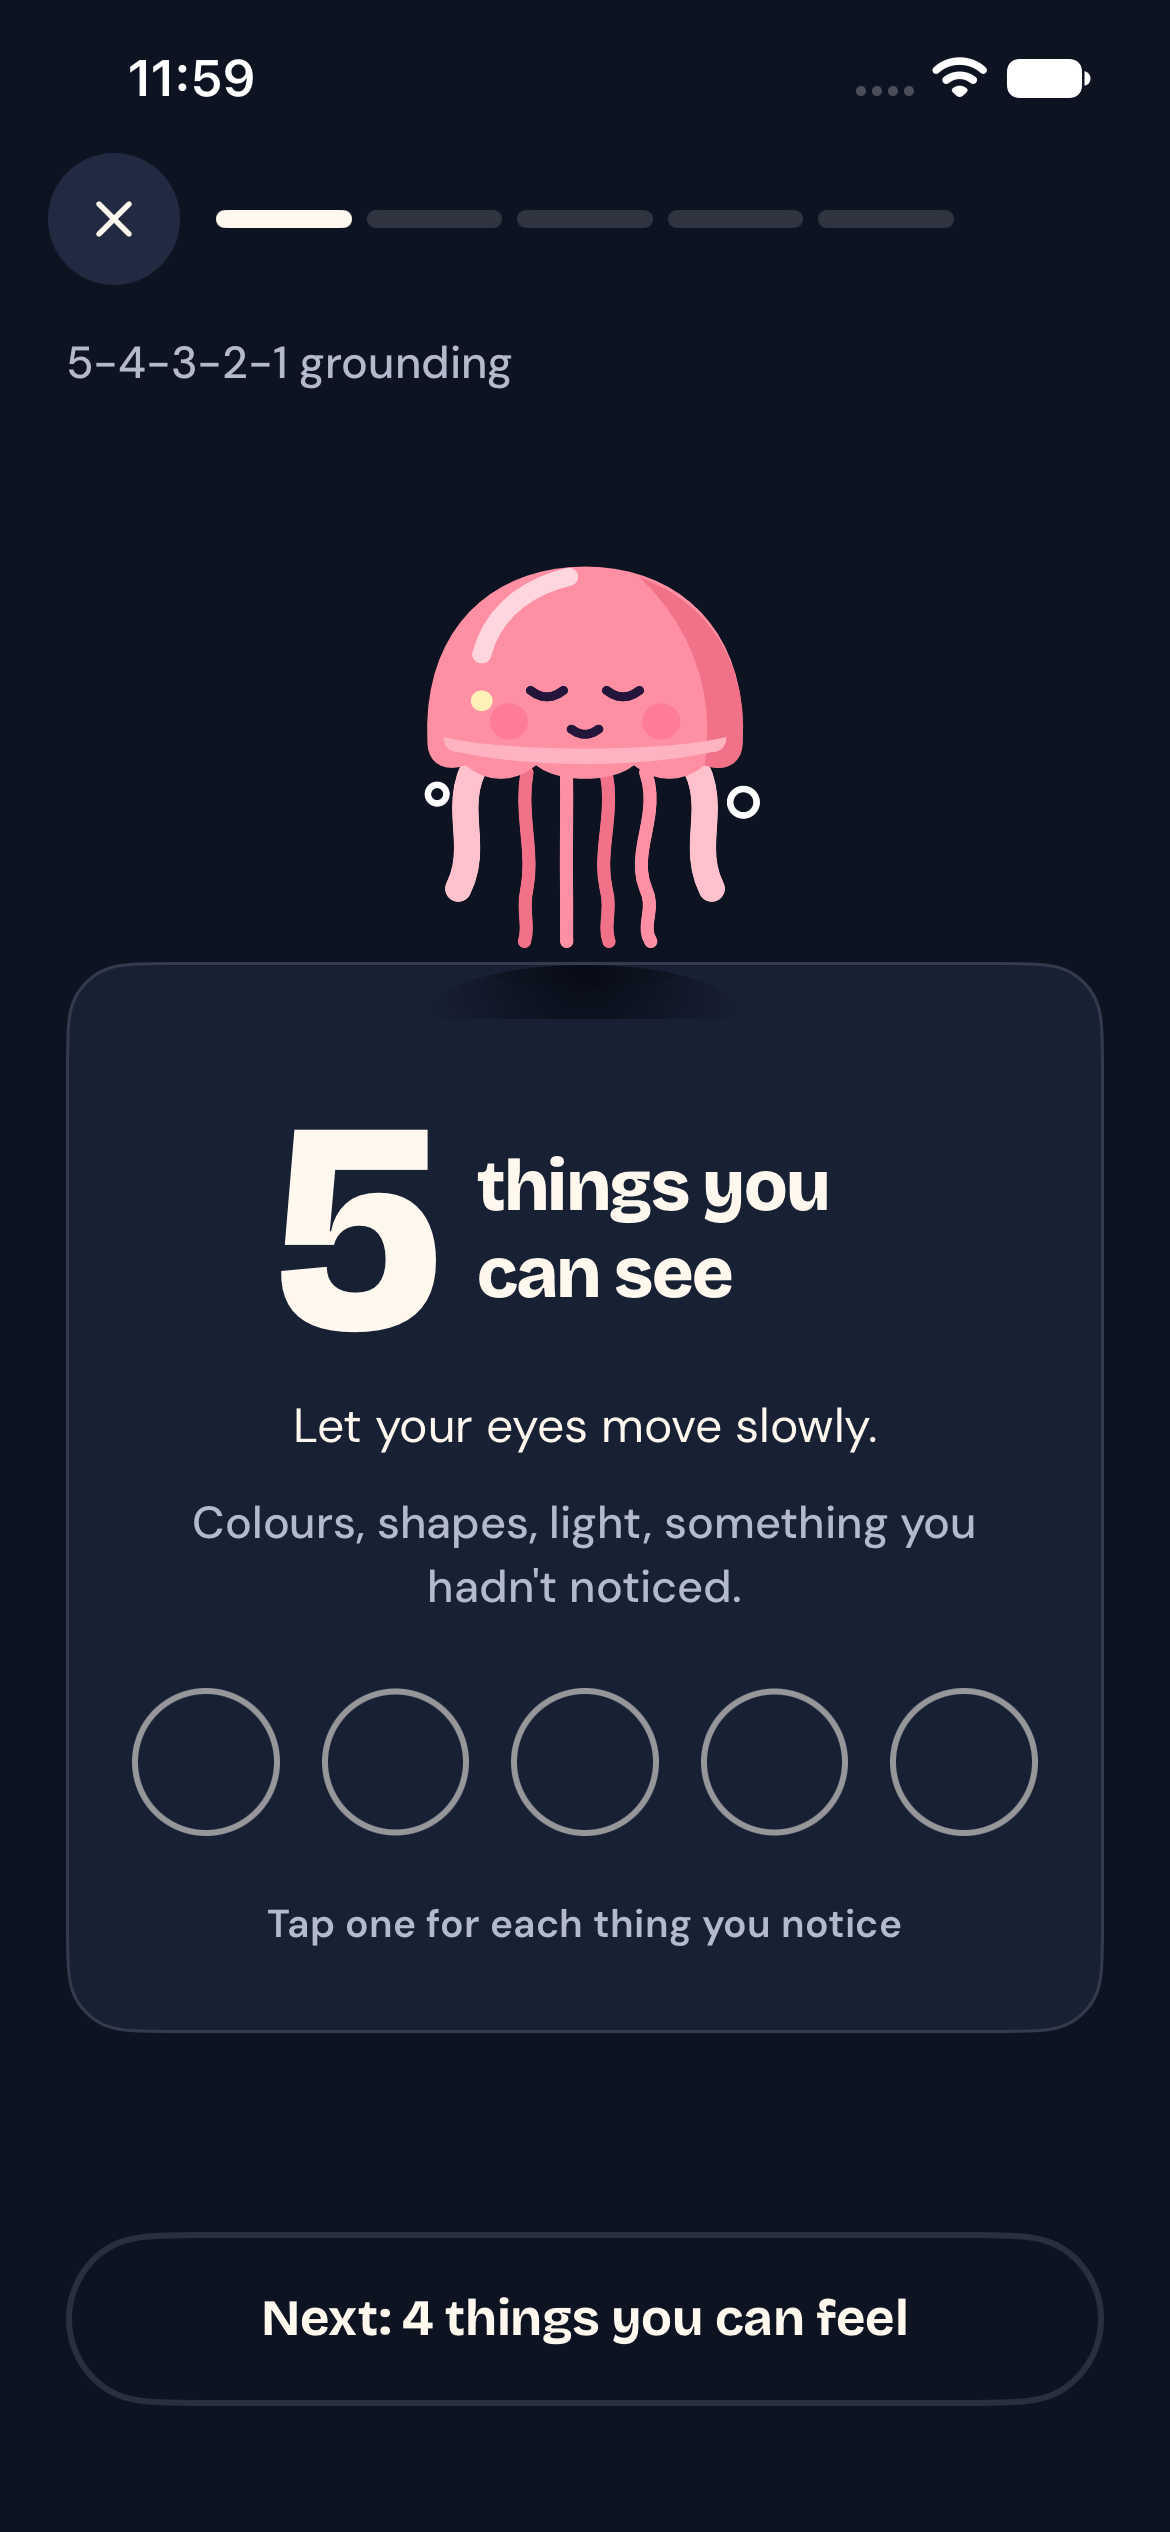 11:59
5-4-3-2-1 grounding
5
things you
can see
Let your eyes move slowly.
Colours, shapes, light, something you
hadn't noticed.
Tap one for each thing you notice
Next: 4 things you can feel